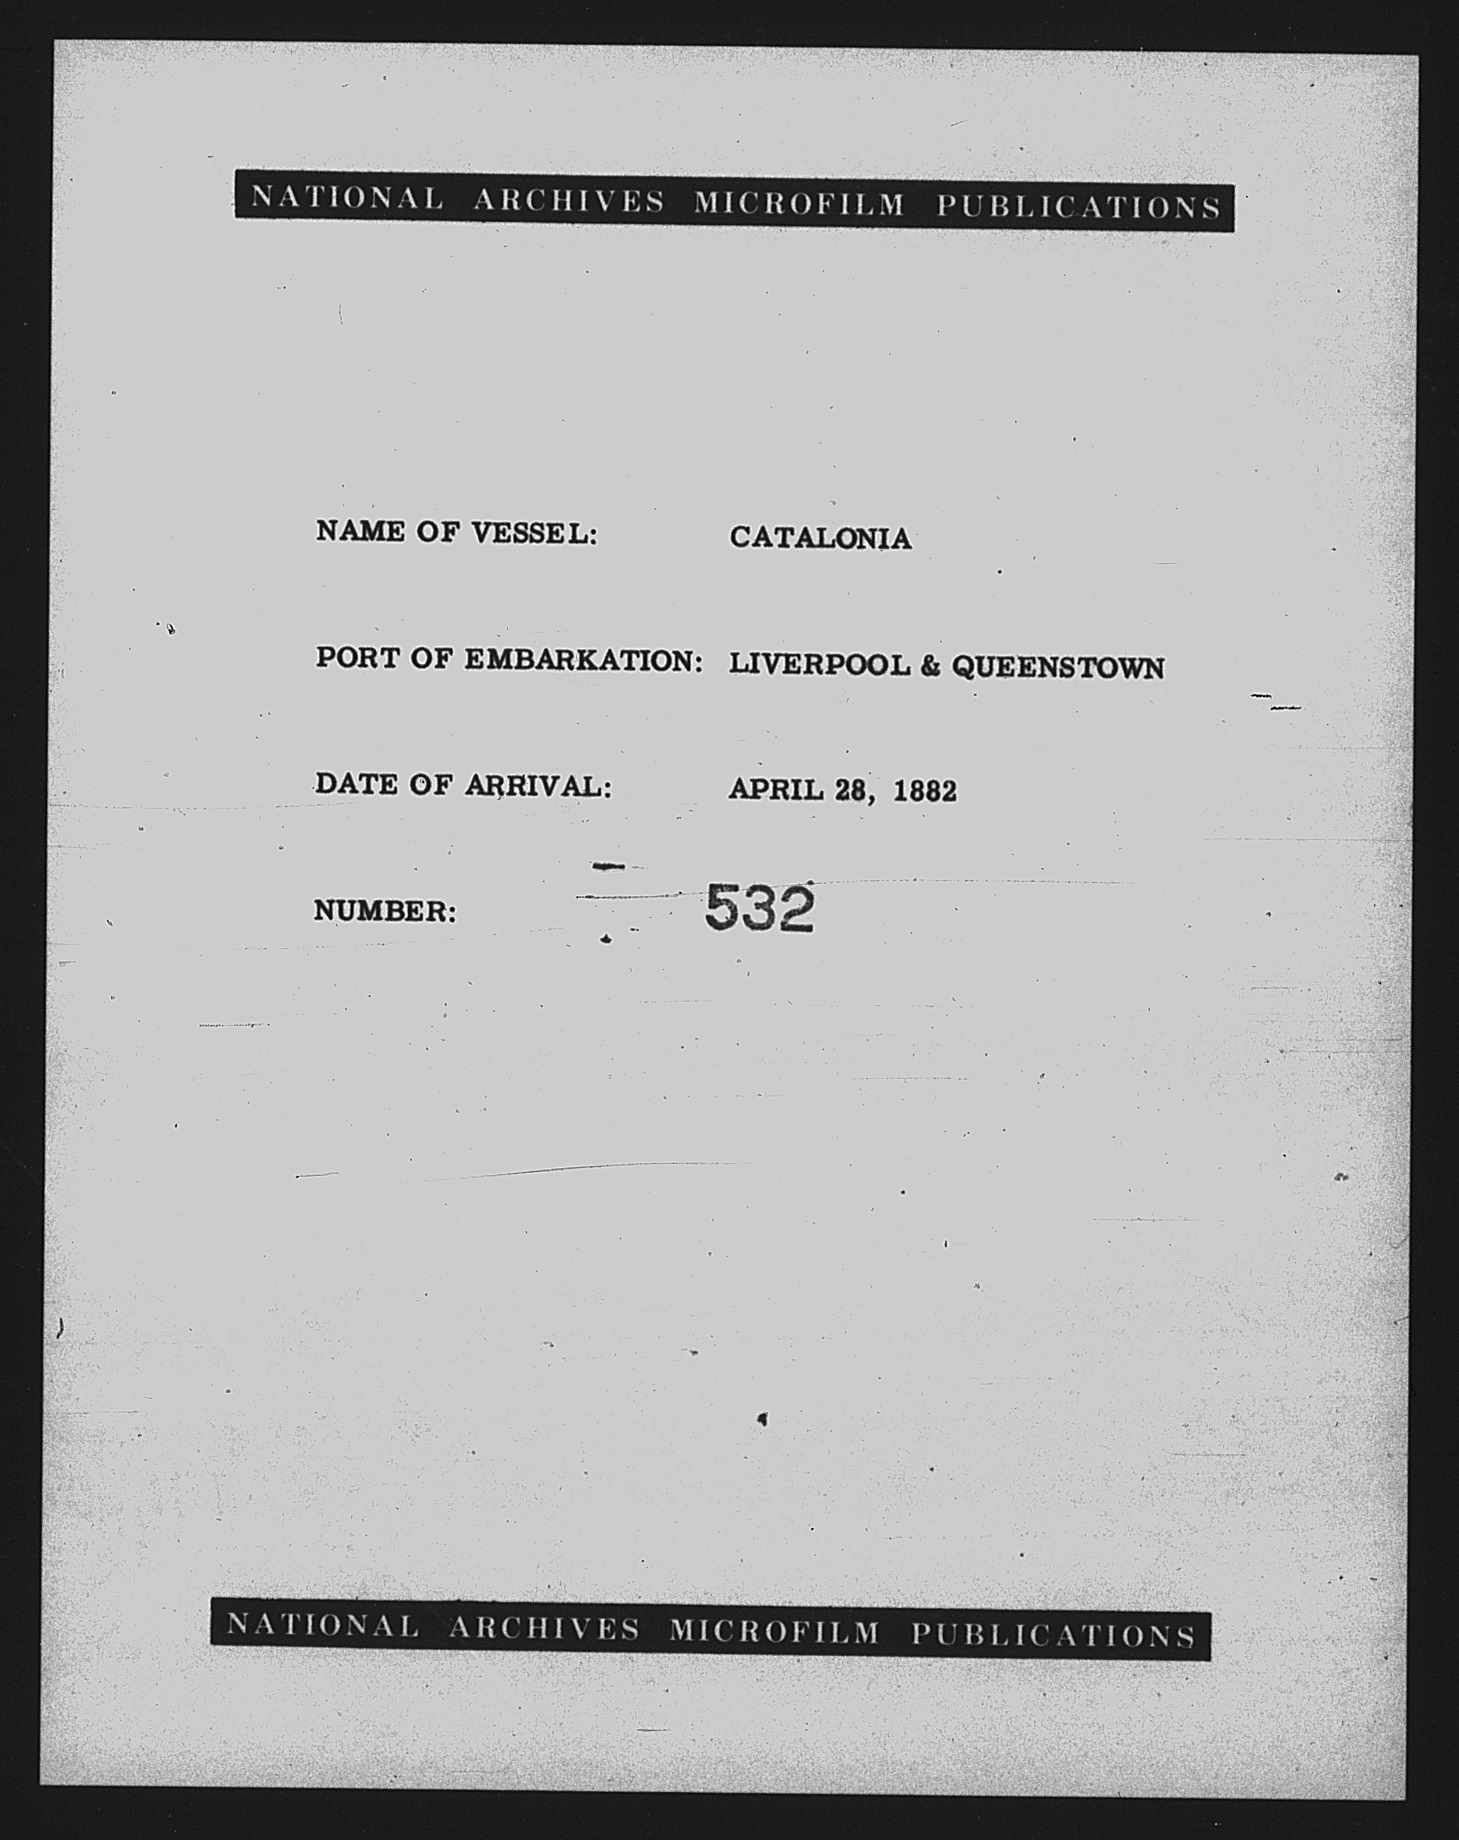 NATIONAL ARCHIVES MICROFILM PUBLICATIONS
NAME OF VESSEL: CATALONIA
PORT OF EMBARKATION: LIVERPOOL & QUEENSTOWN
DATE OF ARRIVAL: APRIL 28, 1882
NUMBER: 532
NATIONAL ARCHIVES MICROFILM PUBLICATIONS